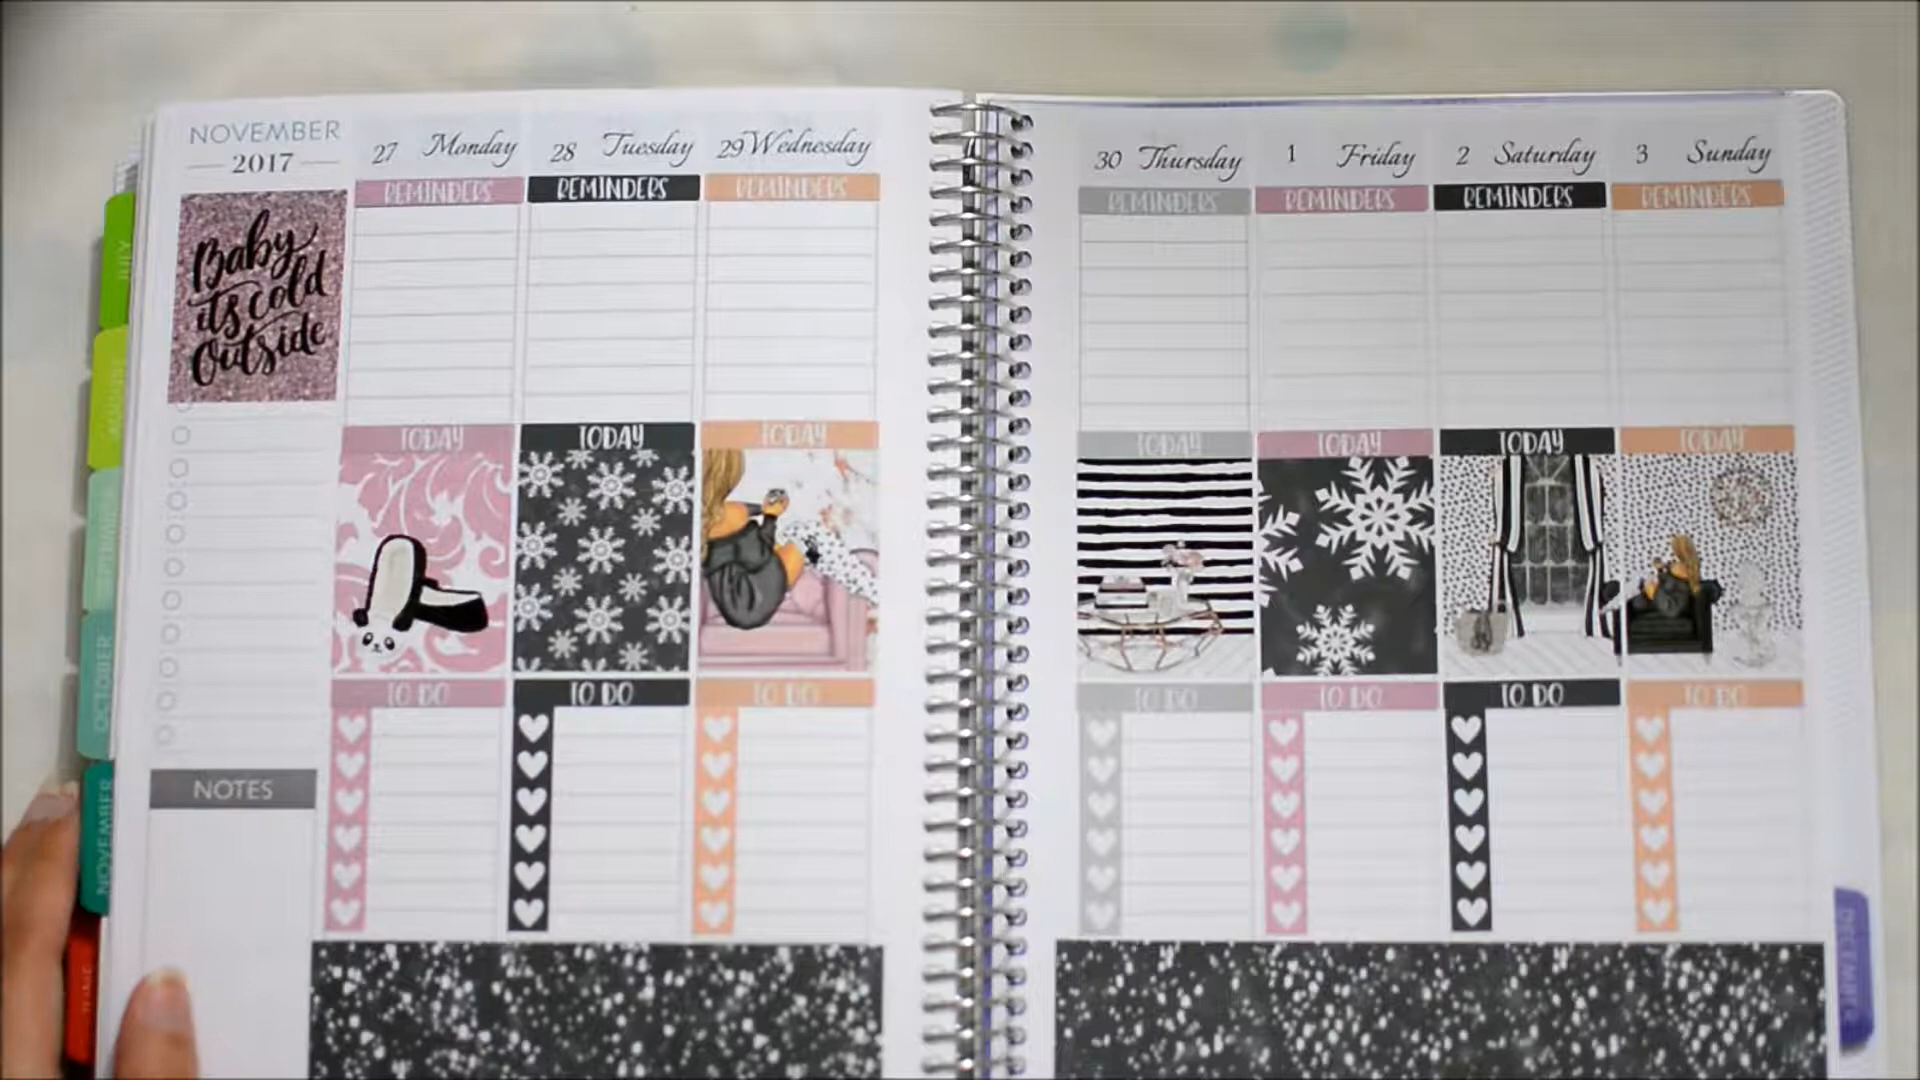 NOVEMBER
2017
27 Monday
28 Tuesday
29 Wednesday
30 Thursday
1 Friday
2 Saturday
3 Sunday
REMINDERS
REMINDERS
REMINDERS
REMINDERS
REMINDERS
REMINDERS
REMINDERS
Baby
its cold
Outside
TODAY
TODAY
TODAY
TODAY
TODAY
TODAY
TODAY
TO DO
TO DO
TO DO
TO DO
TO DO
TO DO
TO DO
NOTES
JULY
AUGUST
OCTOBER
NOVEMBER
DECEMBER